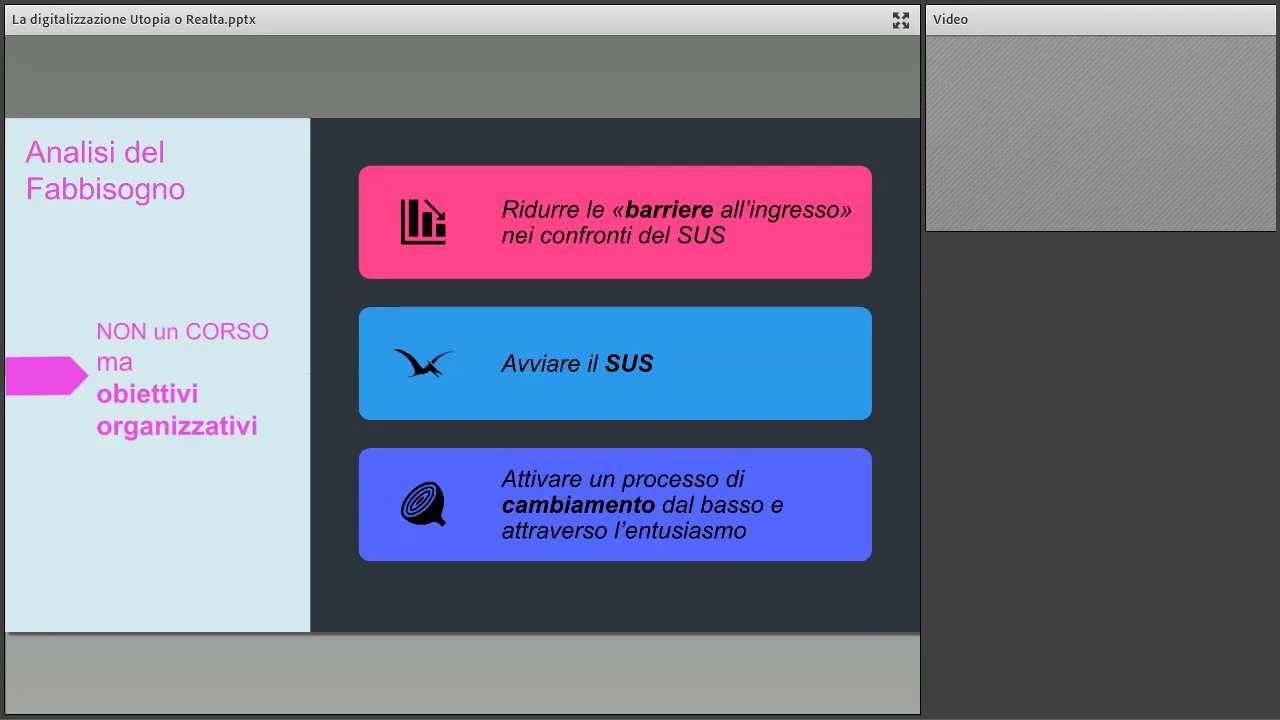 La digitalizzazione Utopia o Realta.pptx
Video
Analisi del
Fabbisogno
NON un CORSO
ma
obiettivi
organizzativi
Ridurre le «barriere all’ingresso»
nei confronti del SUS
Avviare il SUS
Attivare un processo di
cambiamento dal basso e
attraverso l’entusiasmo